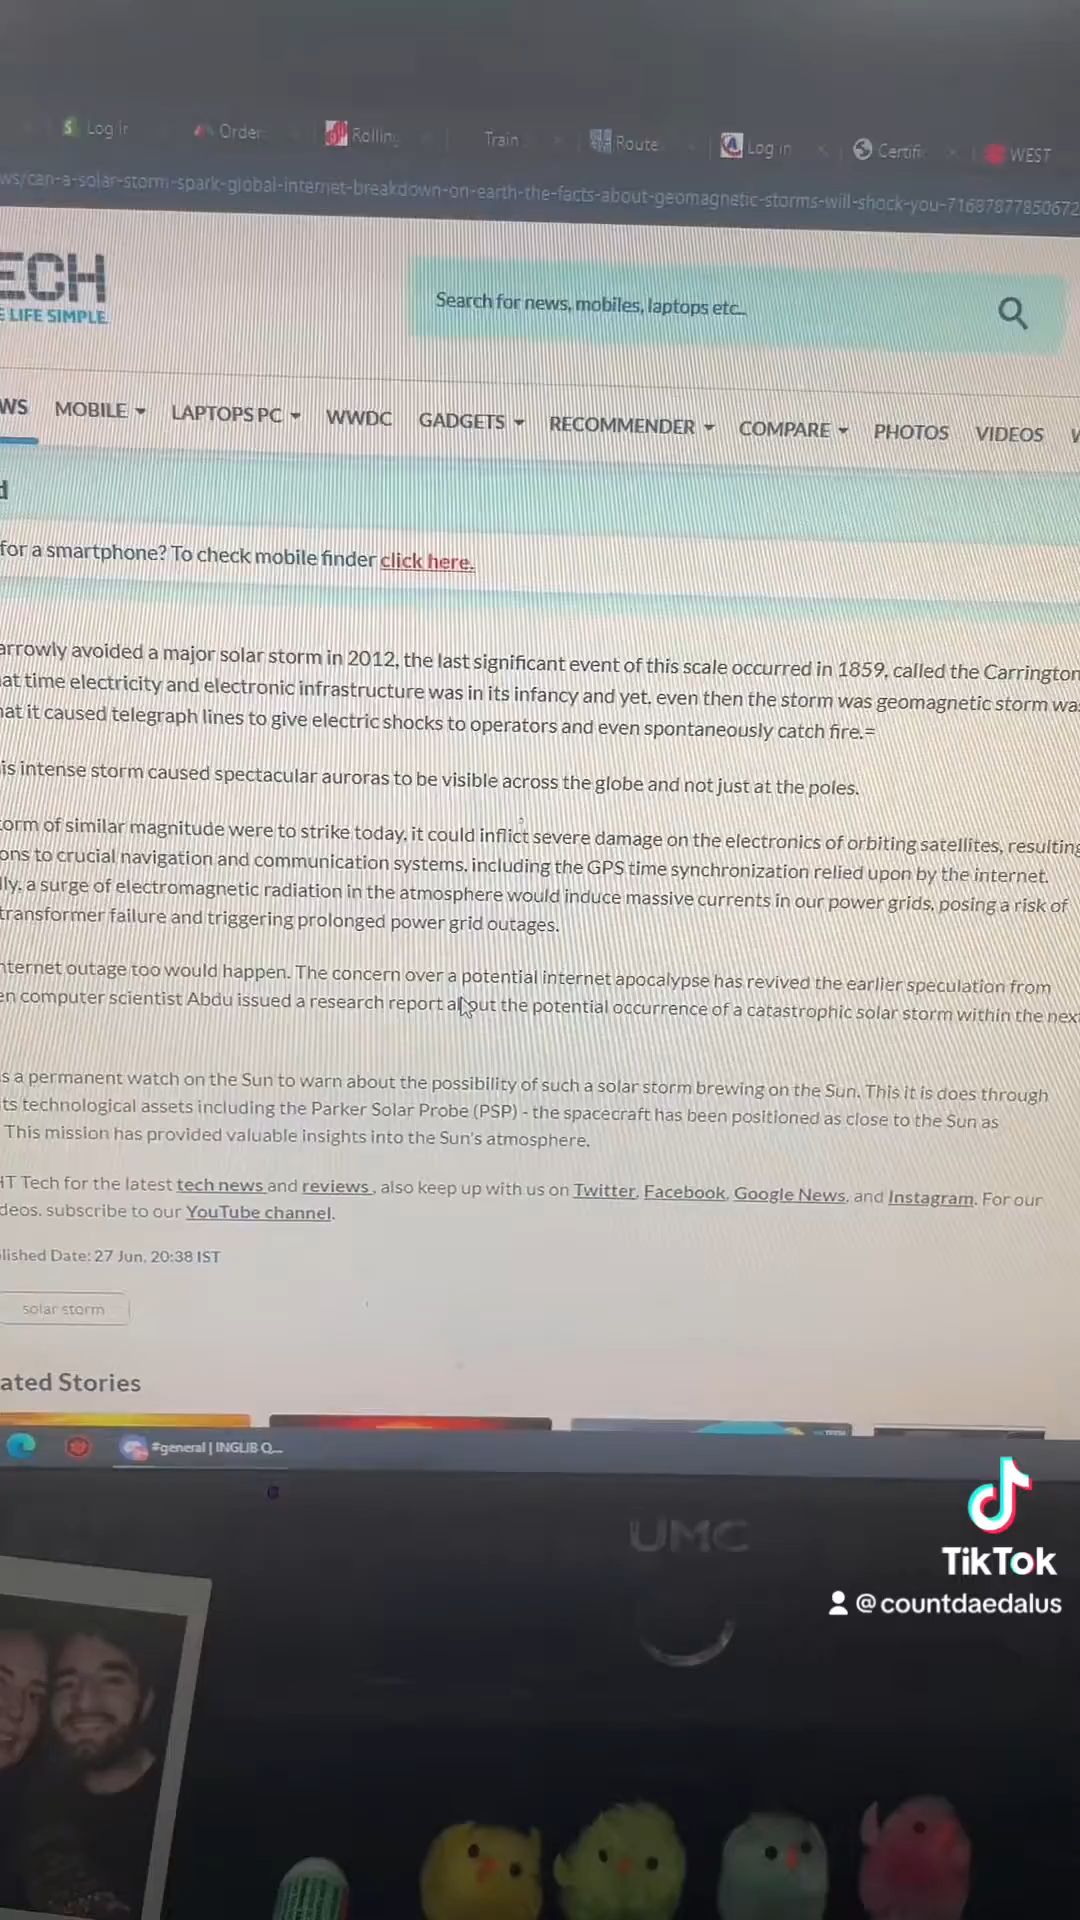 Log in
Order
Rolling
Train
Route
Log in
Certifi
WEST
ws/can-a-solar-storm-spark-global-internet-breakdown-on-earth-the-facts-about-geomagnetic-storms-will-shock-you-71687877850672
ECH
E LIFE SIMPLE
Search for news, mobiles, laptops etc..
WS MOBILE LAPTOPS PC WWDC GADGETS RECOMMENDER COMPARE PHOTOS VIDEOS
d
for a smartphone? To check mobile finder click here.
arrowly avoided a major solar storm in 2012, the last significant event of this scale occurred in 1859, called the Carrington
at time electricity and electronic infrastructure was in its infancy and yet, even then the storm was geomagnetic storm was
hat it caused telegraph lines to give electric shocks to operators and even spontaneously catch fire.=
is intense storm caused spectacular auroras to be visible across the globe and not just at the poles.
torm of similar magnitude were to strike today, it could inflict severe damage on the electronics of orbiting satellites, resulting
ons to crucial navigation and communication systems, including the GPS time synchronization relied upon by the internet.
lly, a surge of electromagnetic radiation in the atmosphere would induce massive currents in our power grids, posing a risk of
transformer failure and triggering prolonged power grid outages.
nternet outage too would happen. The concern over a potential internet apocalypse has revived the earlier speculation from
en computer scientist Abdu issued a research report about the potential occurrence of a catastrophic solar storm within the next
s a permanent watch on the Sun to warn about the possibility of such a solar storm brewing on the Sun. This it is does through
ts technological assets including the Parker Solar Probe (PSP) - the spacecraft has been positioned as close to the Sun as
This mission has provided valuable insights into the Sun's atmosphere.
HT Tech for the latest tech news and reviews , also keep up with us on Twitter, Facebook, Google News, and Instagram. For our
deos, subscribe to our YouTube channel.
lished Date: 27 Jun, 20:38 IST
solar storm
ated Stories
#general | INGLIB Q...
UMC
TikTok
@countdaedalus